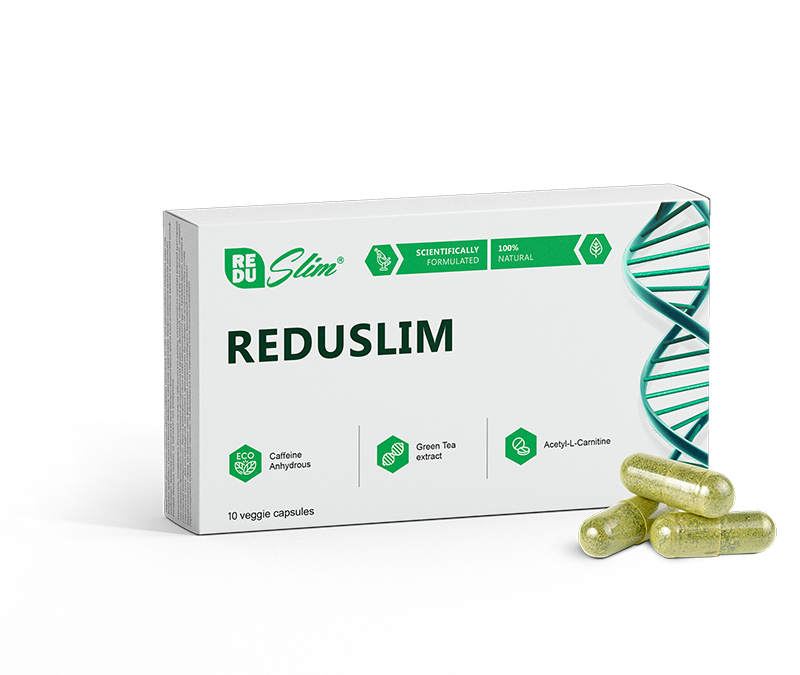 RE
DU
Slim®
SCIENTIFICALLY
FORMULATED
100%
NATURAL
REDUSLIM
ECO
Caffeine
Anhydrous
Green Tea
extract
Acetyl-L-Carnitine
10 veggie capsules